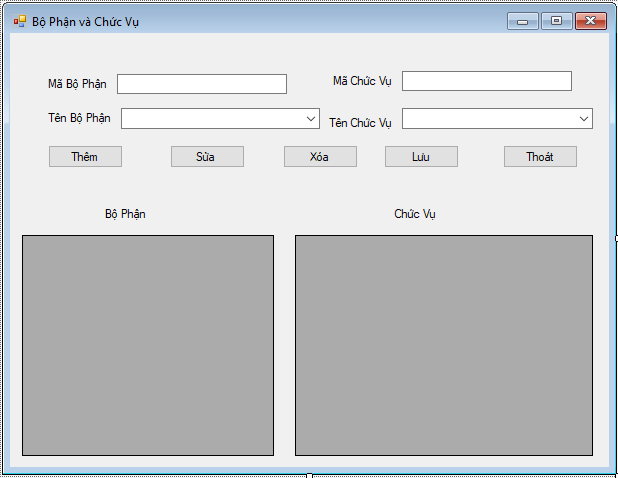 Bộ Phận và Chức Vụ
Mã Bộ Phận
Mã Chức Vụ
Tên Bộ Phận
Tên Chức Vụ
Thêm
Sửa
Xóa
Lưu
Thoát
Bộ Phận
Chức Vụ